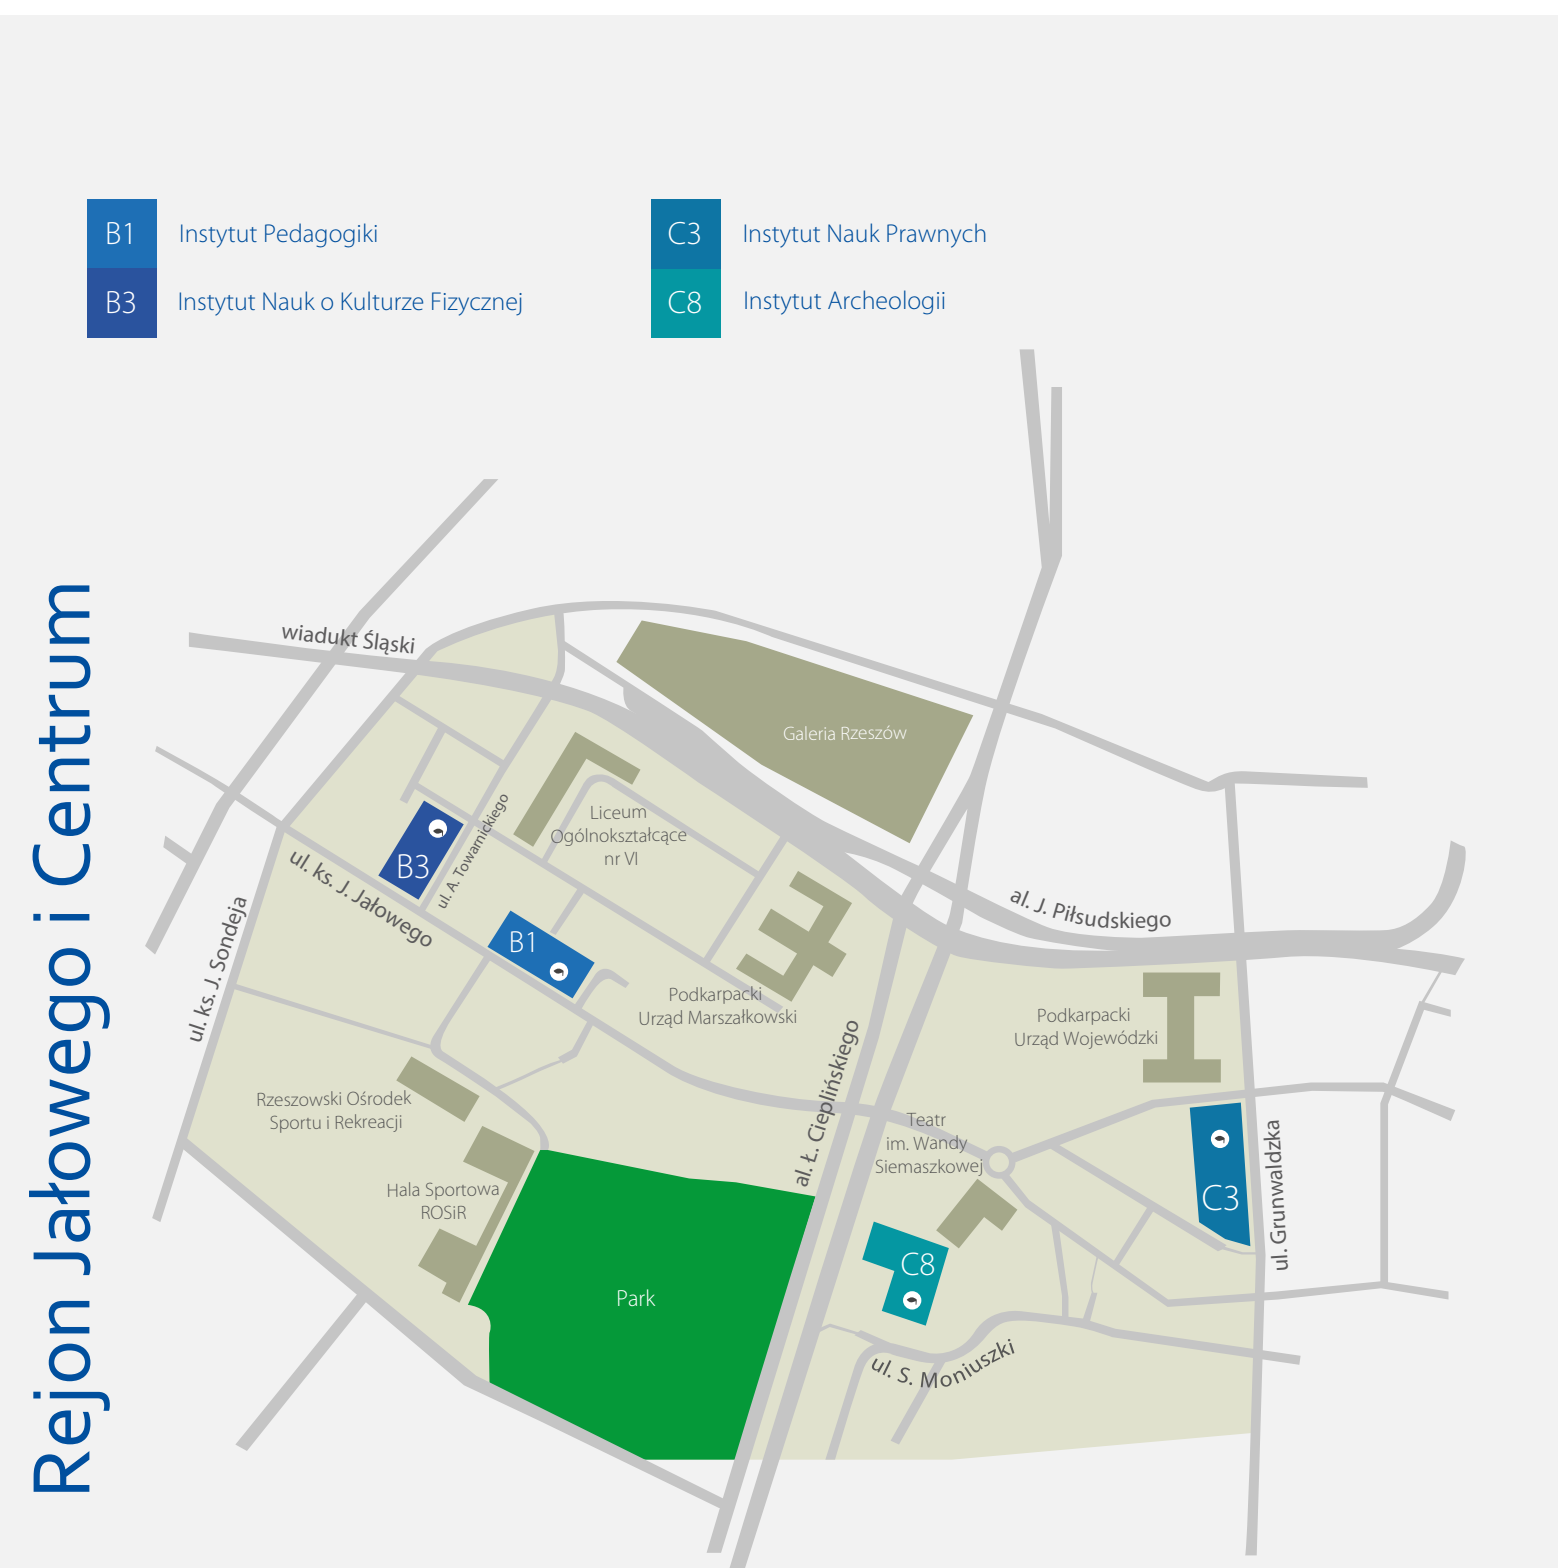 B1 Instytut Pedagogiki
B3 Instytut Nauk o Kulturze Fizycznej
C3 Instytut Nauk Prawnych
C8 Instytut Archeologii
Rejon Jałowego i Centrum
wiadukt Śląski
Galeria Rzeszów
Liceum
Ogólnokształcące
nr VI
ul. A. Towarnickiego
B3
ul. ks. J. Jałowego
B1
ul. ks. J. Sondeja
al. J. Piłsudskiego
Podkarpacki
Urząd Marszałkowski
Podkarpacki
Urząd Wojewódzki
al. Ł. Cieplińskiego
Rzeszowski Ośrodek
Sportu i Rekreacji
Teatr
im. Wandy
Siemaszkowej
Hala Sportowa
ROSiR
C3
ul. Grunwaldzka
C8
Park
ul. S. Moniuszki